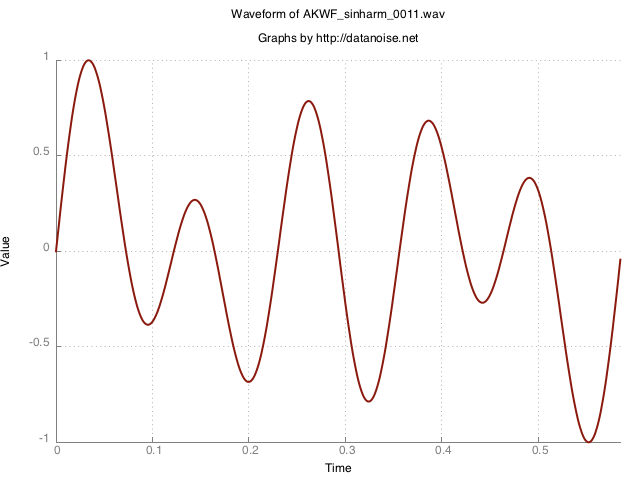 Waveform of AKWF_sinharm_0011.wav
Graphs by http://datanoise.net
1
0.5
0
-0.5
-1
Value
0 0.1 0.2 0.3 0.4 0.5
Time